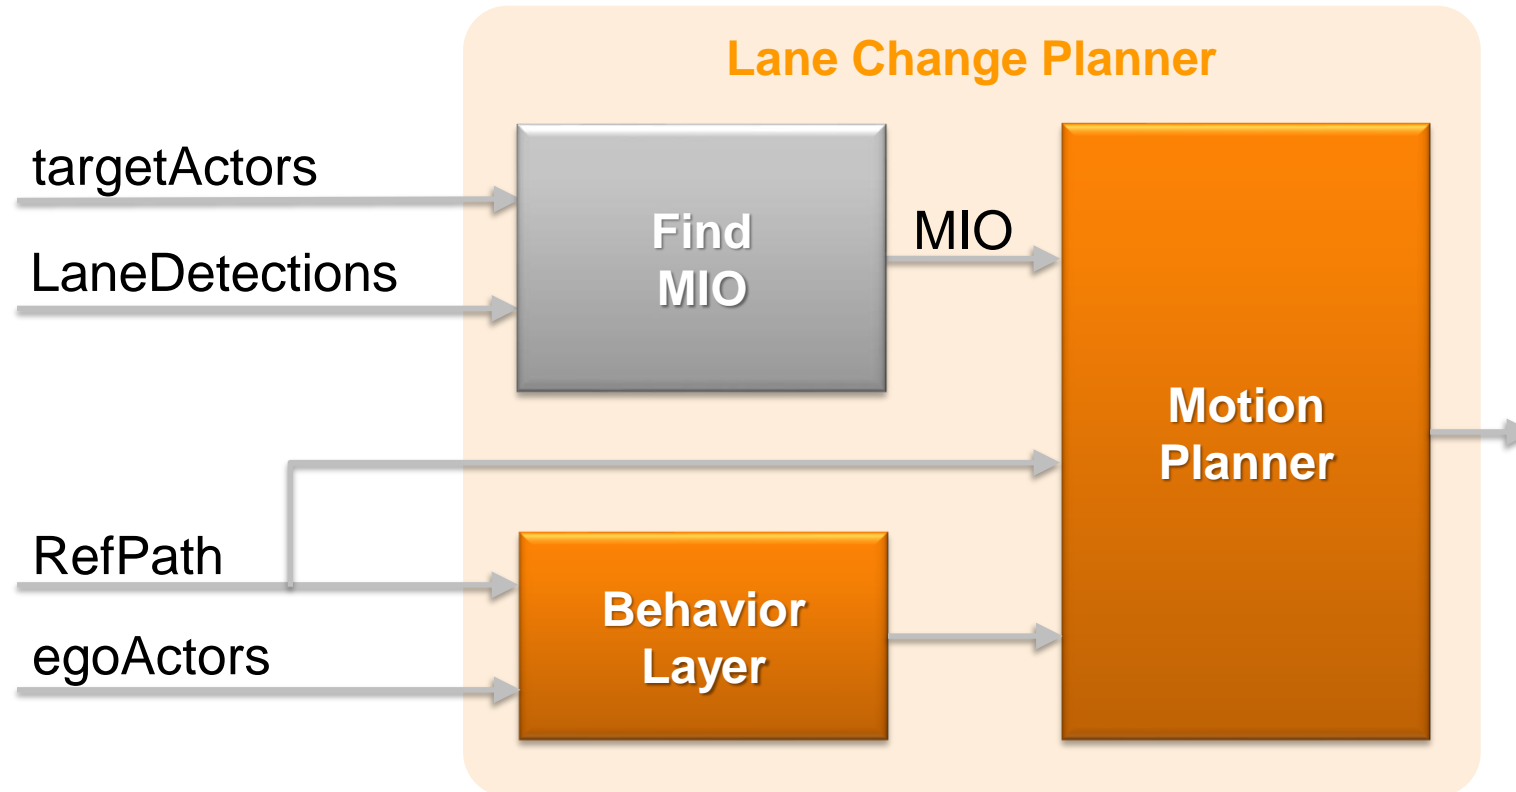 Lane Change Planner
targetActors
LaneDetections
Find
MIO
MIO
Motion
Planner
RefPath
egoActors
Behavior
Layer